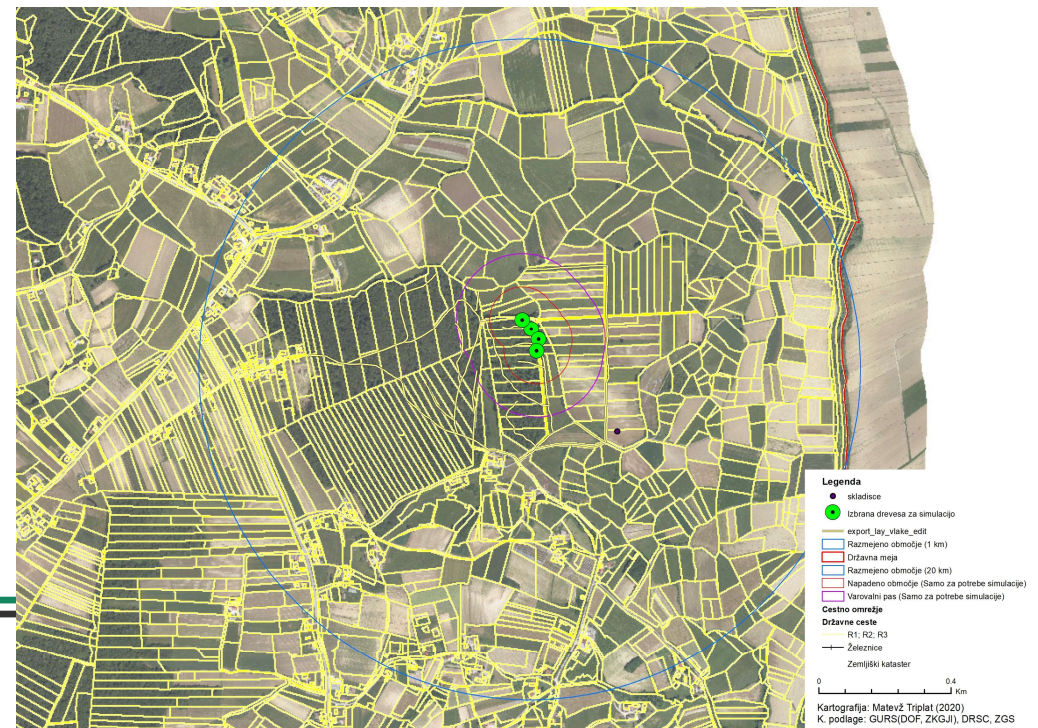 Legenda
skladisce
Izbrana drevesa za simulacijo
export_lay_vlake_edit
Razmejeno območje (1 km)
Državna meja
Razmejeno območje (20 km)
Napadeno območje (Samo za potrebe simulacije)
Varovalni pas (Samo za potrebe simulacije)
Cestno omrežje
Državne ceste
R1; R2; R3
Železnice
Zemljiški kataster
0 0.4
Km
Kartografija: Matevž Triplat (2020)
K. podlage: GURS(DOF, ZKGJI), DRSC, ZGS